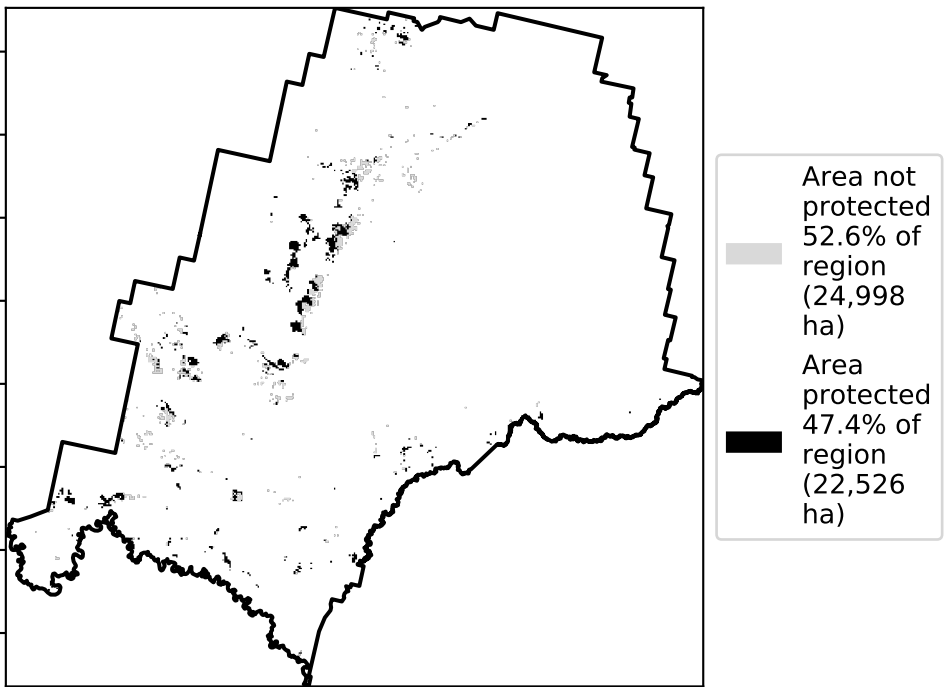 Area not
protected
52.6% of
region
(24,998
ha)
Area
protected
47.4% of
region
(22,526
ha)